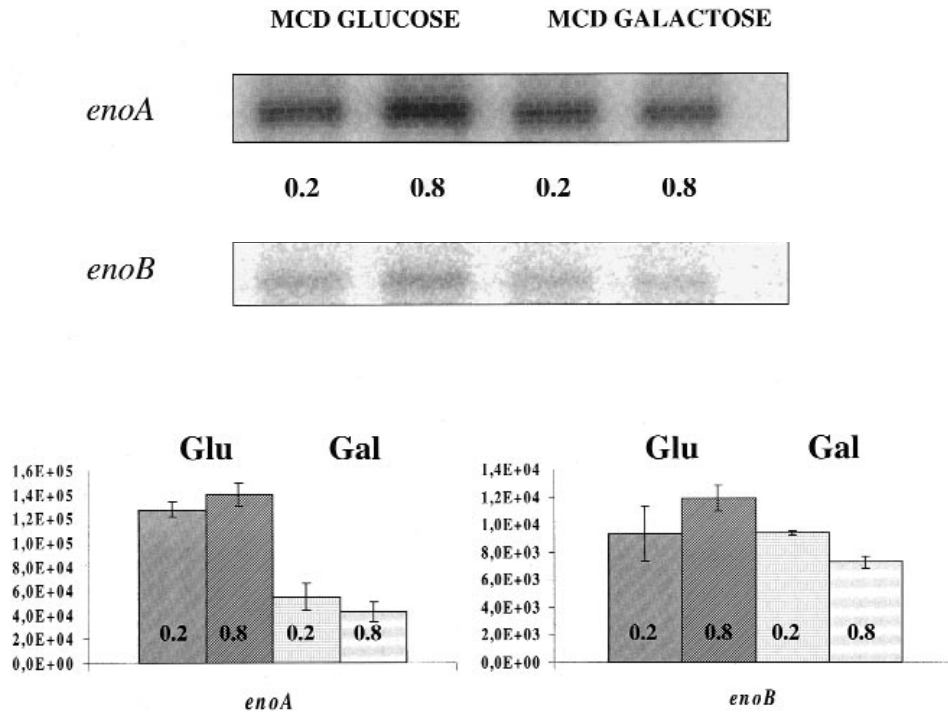 MCD GLUCOSE MCD GALACTOSE
enoA
0.2 0.8 0.2 0.8
enoB
Glu Gal
1,6E+05
1,4E+05
1,2E+05
1,0E+05
8,0E+04
6,0E+04
4,0E+04
2,0E+04
0,0E+00
0.2 0.8 0.2 0.8
enoA
Glu Gal
1,4E+04
1,2E+04
1,0E+04
8,0E+03
6,0E+03
4,0E+03
2,0E+03
0,0E+00
0.2 0.8 0.2 0.8
enoB